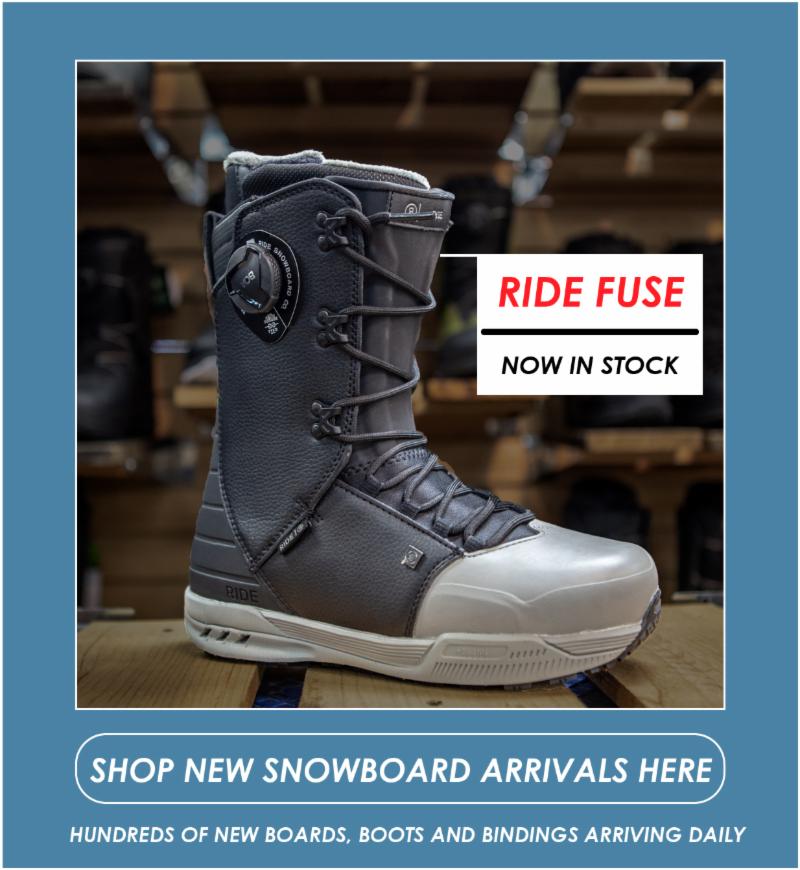 RIDE SNOWBOARD CO.
RIDE FUSE
NOW IN STOCK
RIDE
SHOP NEW SNOWBOARD ARRIVALS HERE
HUNDREDS OF NEW BOARDS, BOOTS AND BINDINGS ARRIVING DAILY